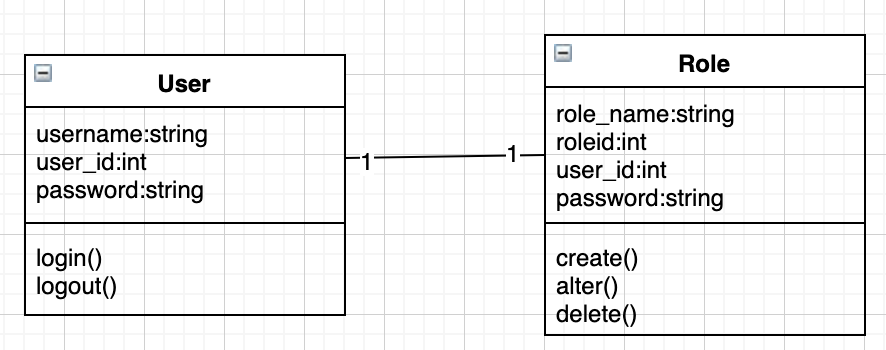 User
username:string
user_id:int
password:string
login()
logout()
1
1
Role
role_name:string
roleid:int
user_id:int
password:string
create()
alter()
delete()